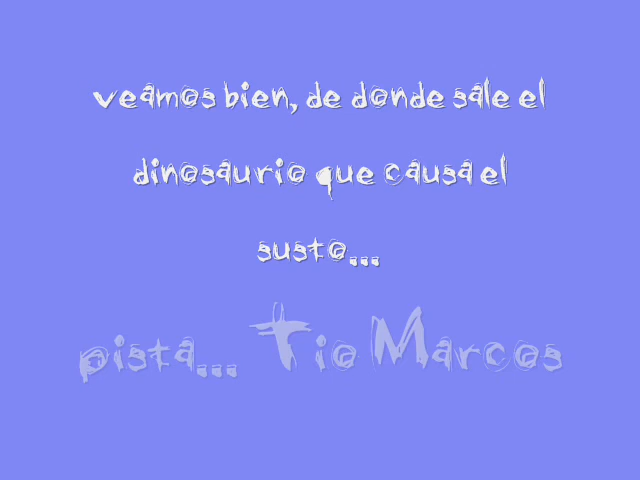 veamos bien, de donde sale el
dinosaurio que causa el
susto...
pista... Tio Marcos